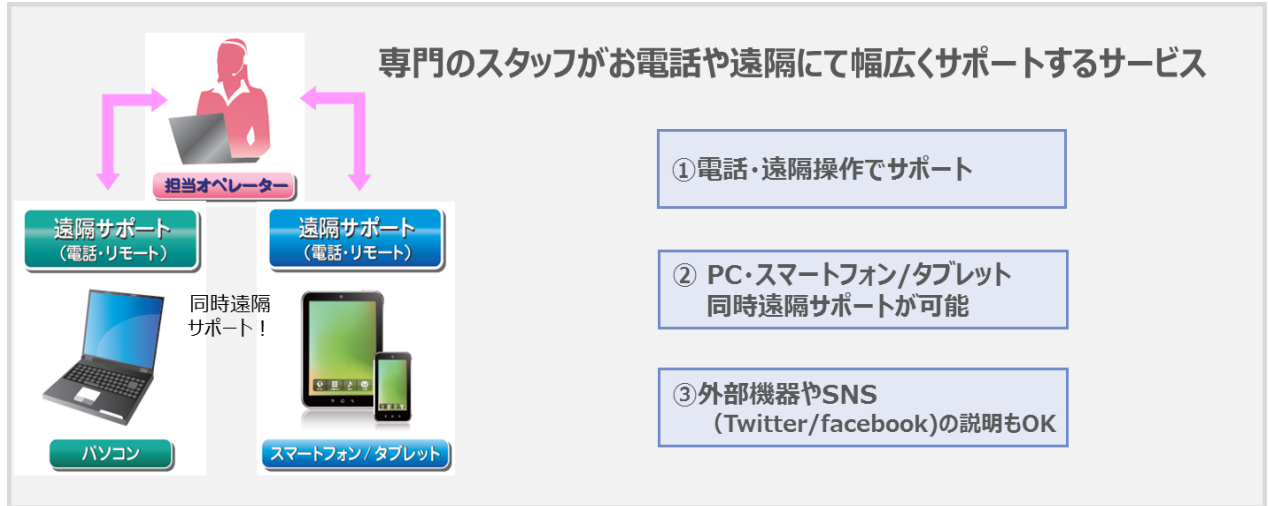 専門のスタッフがお電話や遠隔にて幅広くサポートするサービス
担当オペレーター
遠隔サポート
（電話・リモート）
遠隔サポート
（電話・リモート）
同時遠隔
サポート！
パソコン
スマートフォン/タブレット
①電話・遠隔操作でサポート
② PC・スマートフォン/タブレット
同時遠隔サポートが可能
③外部機器やSNS
（Twitter/facebook)の説明もOK